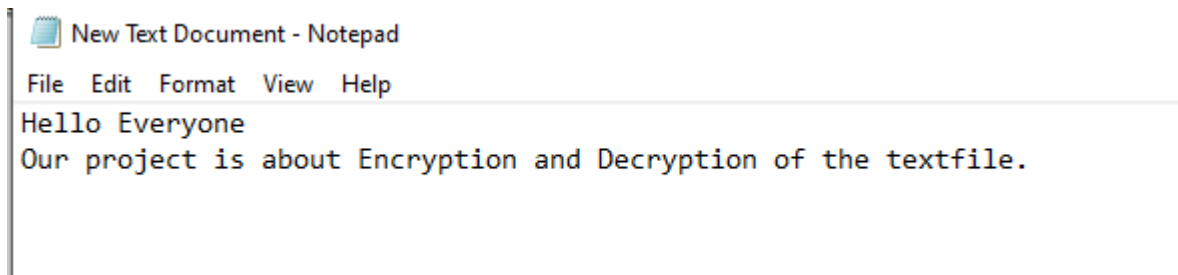 New Text Document - Notepad
File Edit Format View Help
Hello Everyone
Our project is about Encryption and Decryption of the textfile.